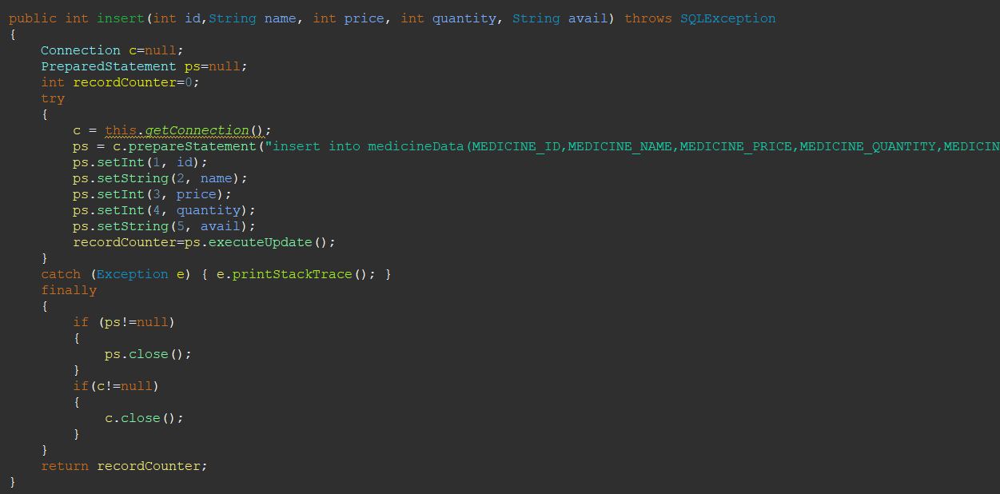 public int insert(int id,String name, int price, int quantity, String avail) throws SQLException
{
    Connection c=null;
    PreparedStatement ps=null;
    int recordCounter=0;
    try
    {
        c = this.getConnection();
        ps = c.prepareStatement("insert into medicineData(MEDICINE_ID,MEDICINE_NAME,MEDICINE_PRICE,MEDICINE_QUANTITY,MEDICIN
        ps.setInt(1, id);
        ps.setString(2, name);
        ps.setInt(3, price);
        ps.setInt(4, quantity);
        ps.setString(5, avail);
        recordCounter=ps.executeUpdate();
    }
    catch (Exception e) { e.printStackTrace(); }
    finally
    {
        if (ps!=null)
        {
            ps.close();
        }
        if(c!=null)
        {
            c.close();
        }
    }
    return recordCounter;
}